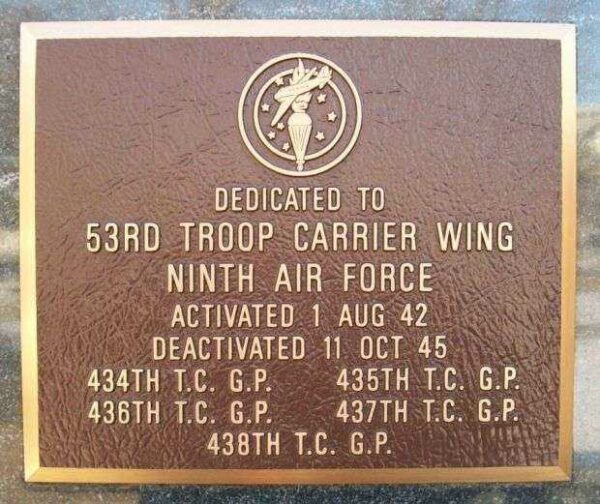 DEDICATED TO
53RD TROOP CARRIER WING
NINTH AIR FORCE
ACTIVATED 1 AUG 42
DEACTIVATED 11 OCT 45
434TH T.C. G.P. 435TH T.C. G.P.
436TH T.C. G.P. 437TH T.C. G.P.
438TH T.C. G.P.